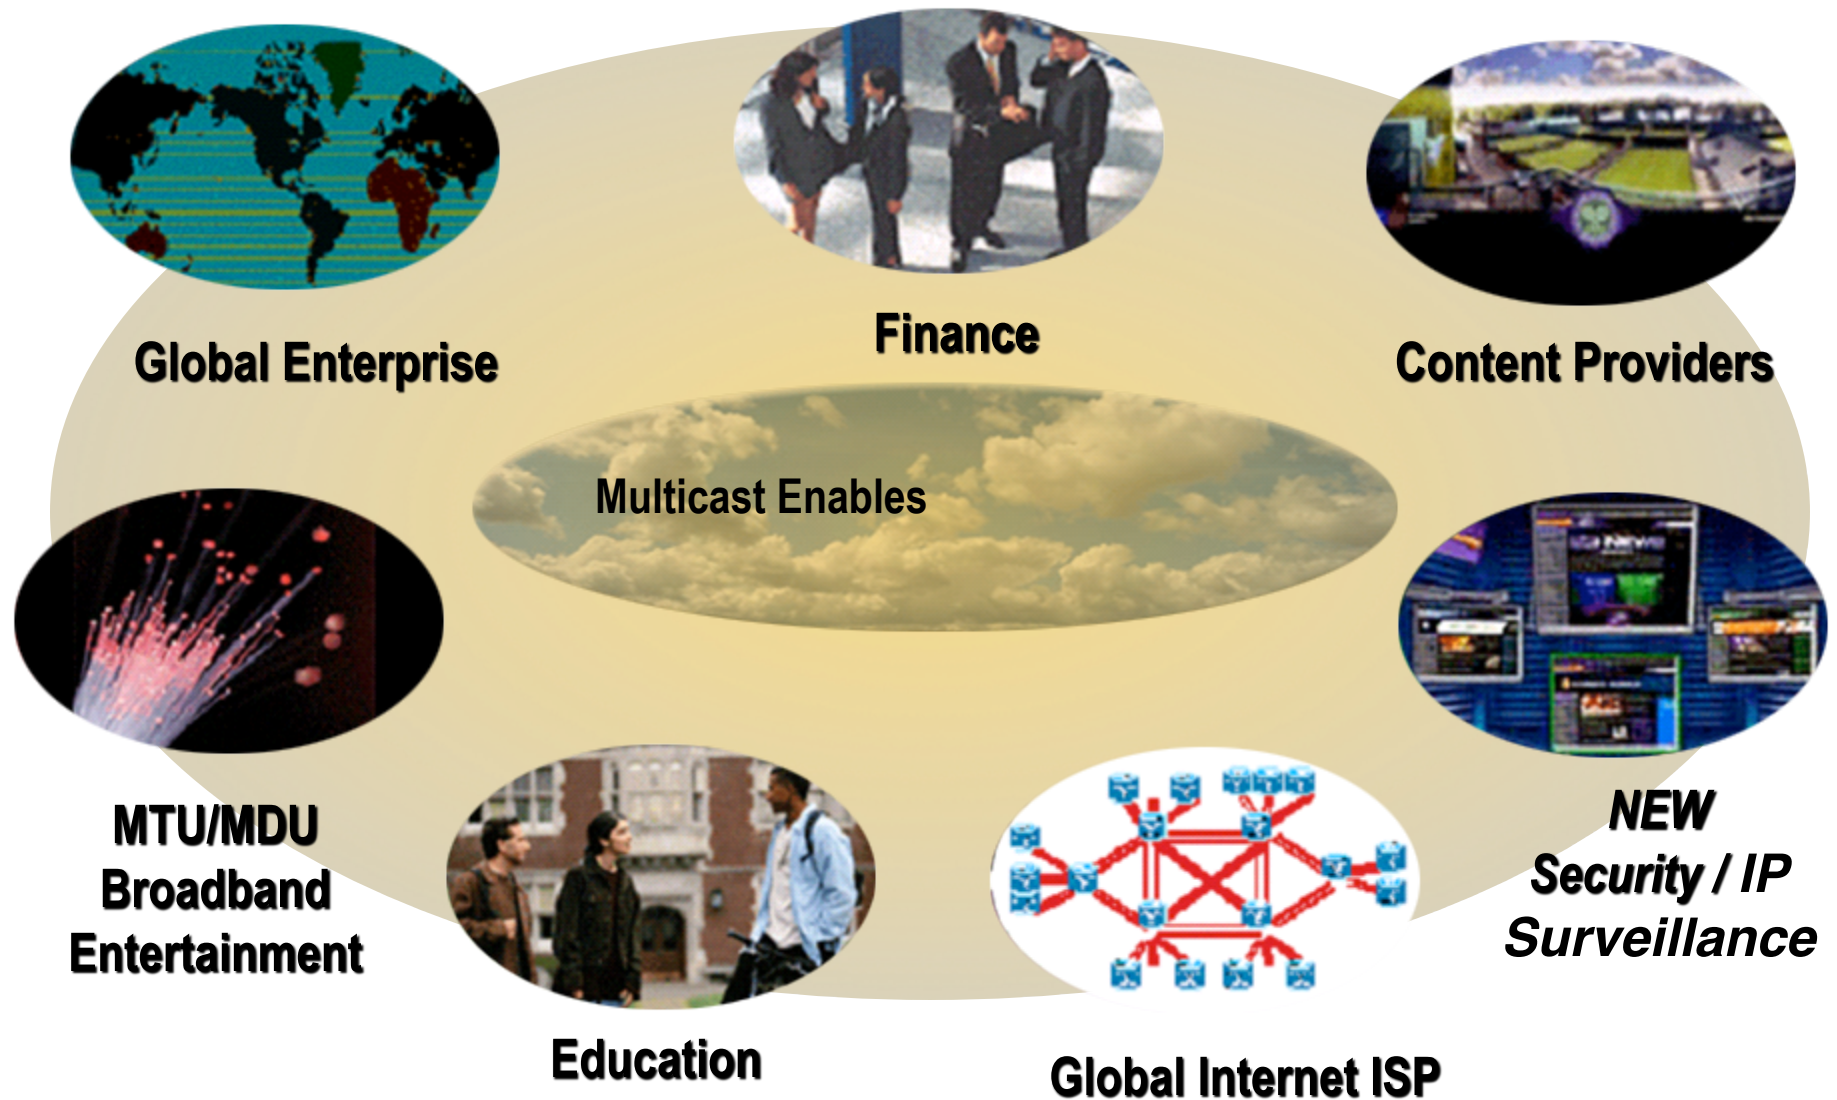 Global Enterprise
Finance
Content Providers
Multicast Enables
MTU/MDU
Broadband
Entertainment
NEW
Security / IP
Surveillance
Education
Global Internet ISP